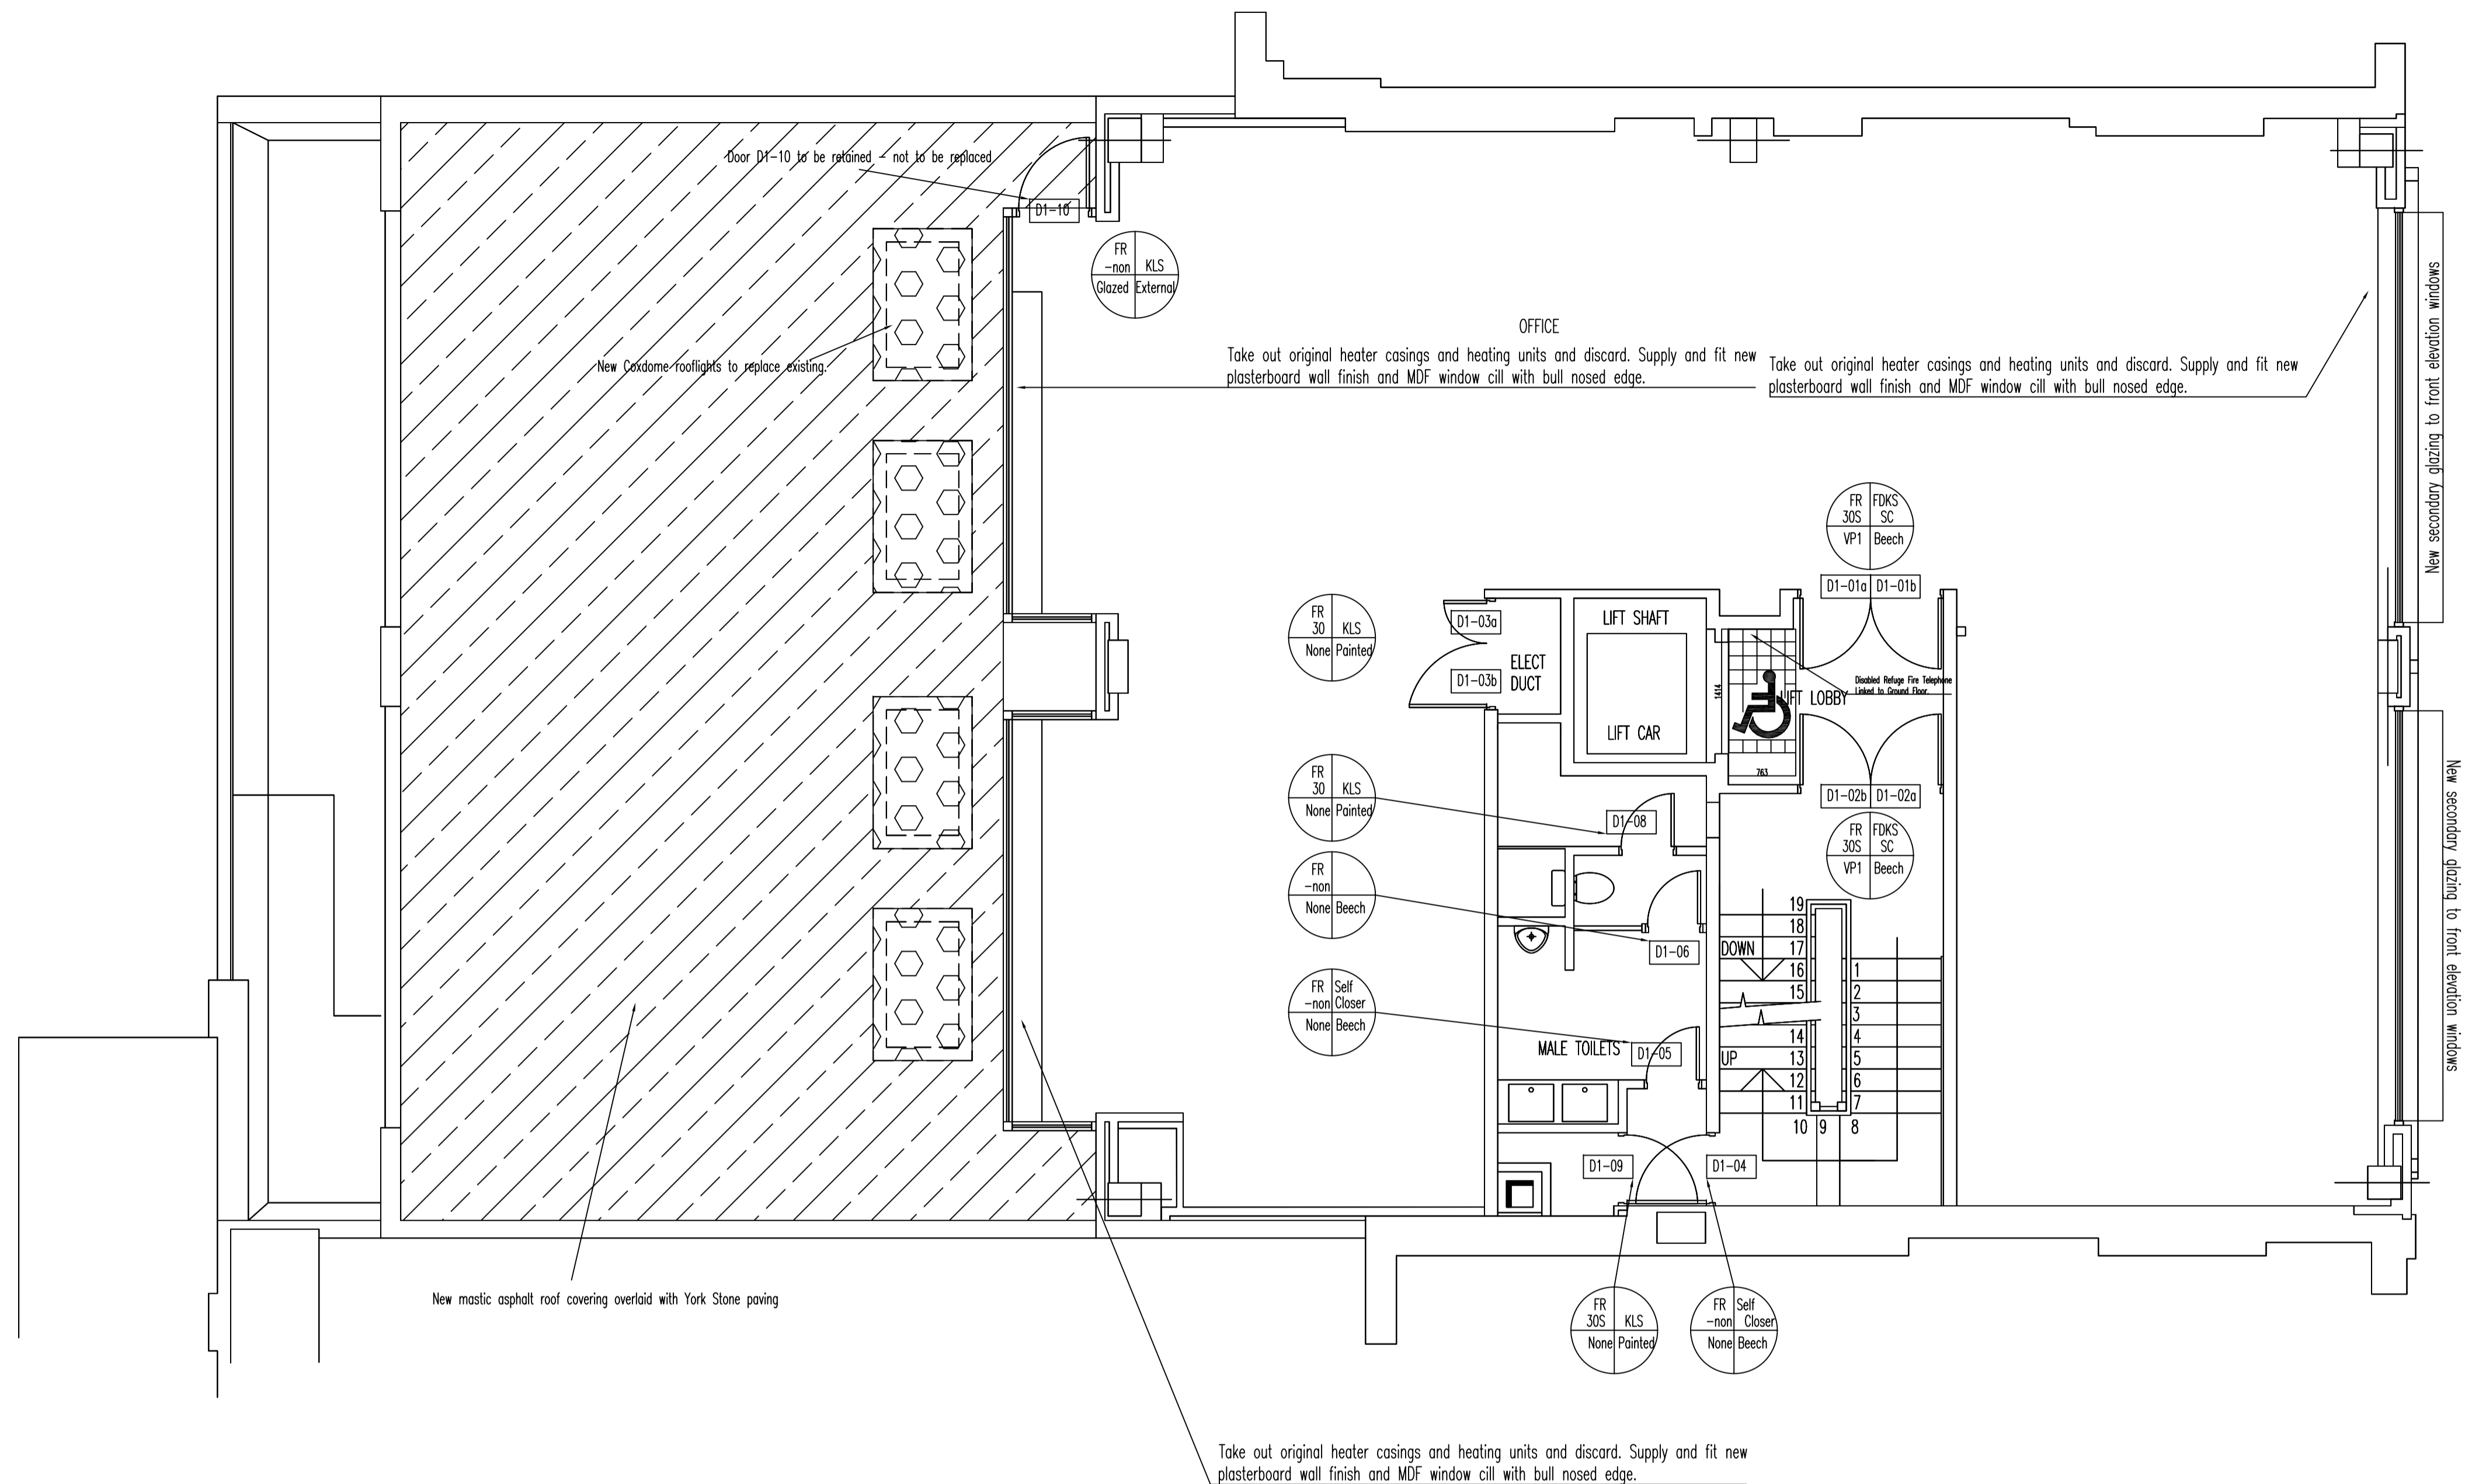 Door D1-10 to be retained - not to be replaced
D1-10
FR
-non
KLS
Glazed
External
New Coxdome rooflights to replace existing.
OFFICE
Take out original heater casings and heating units and discard. Supply and fit new
plasterboard wall finish and MDF window cill with bull nosed edge.
Take out original heater casings and heating units and discard. Supply and fit new
plasterboard wall finish and MDF window cill with bull nosed edge.
New secondary glazing to front elevation windows
FR
30S
FDKS
SC
VP1
Beech
D1-01a
D1-01b
FR
30
KLS
None
Painted
D1-03a
D1-03b
ELECT
DUCT
LIFT SHAFT
LIFT CAR
1414
763
LIFT LOBBY
Disabled Refuge Fire Telephone
Linked to Ground Floor.
D1-02b
D1-02a
FR
30S
FDKS
SC
VP1
Beech
FR
30
KLS
None
Painted
D1-08
FR
-non
None
Beech
D1-06
FR
-non
Self
Closer
None
Beech
MALE TOILETS
D1-05
DOWN
UP
19
18
17
16
15
14
13
12
11
10
9
8
1
2
3
4
5
6
7
New secondary glazing to front elevation windows
D1-09
D1-04
FR
30S
KLS
None
Painted
FR
-non
Self
Closer
None
Beech
New mastic asphalt roof covering overlaid with York Stone paving
Take out original heater casings and heating units and discard. Supply and fit new
plasterboard wall finish and MDF window cill with bull nosed edge.